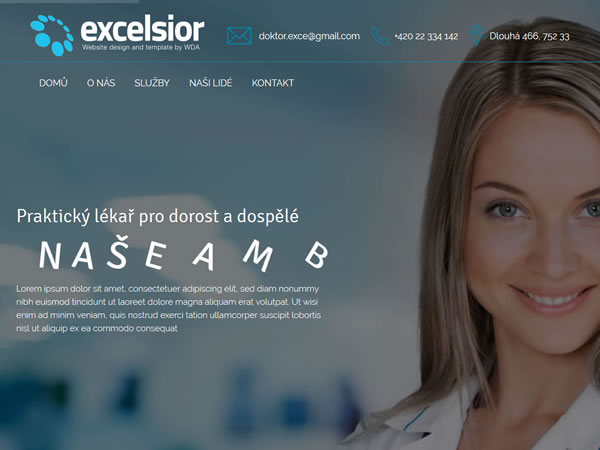 excelsior
Website design and template by WDA
doktor.exce@gmail.com
+420 22 334 142
Dlouhá 466, 752 33
DOMŮ O NÁS SLUŽBY NAŠI LIDÉ KONTAKT
Praktický lékař pro dorost a dospělé
NAŠE AMB
Lorem ipsum dolor sit amet, consectetuer adipiscing elit, sed diam nonummy
nibh euismod tincidunt ut laoreet dolore magna aliquam erat volutpat. Ut wisi
enim ad minim veniam, quis nostrud exerci tation ullamcorper suscipit lobortis
nisl ut aliquip ex ea commodo consequat